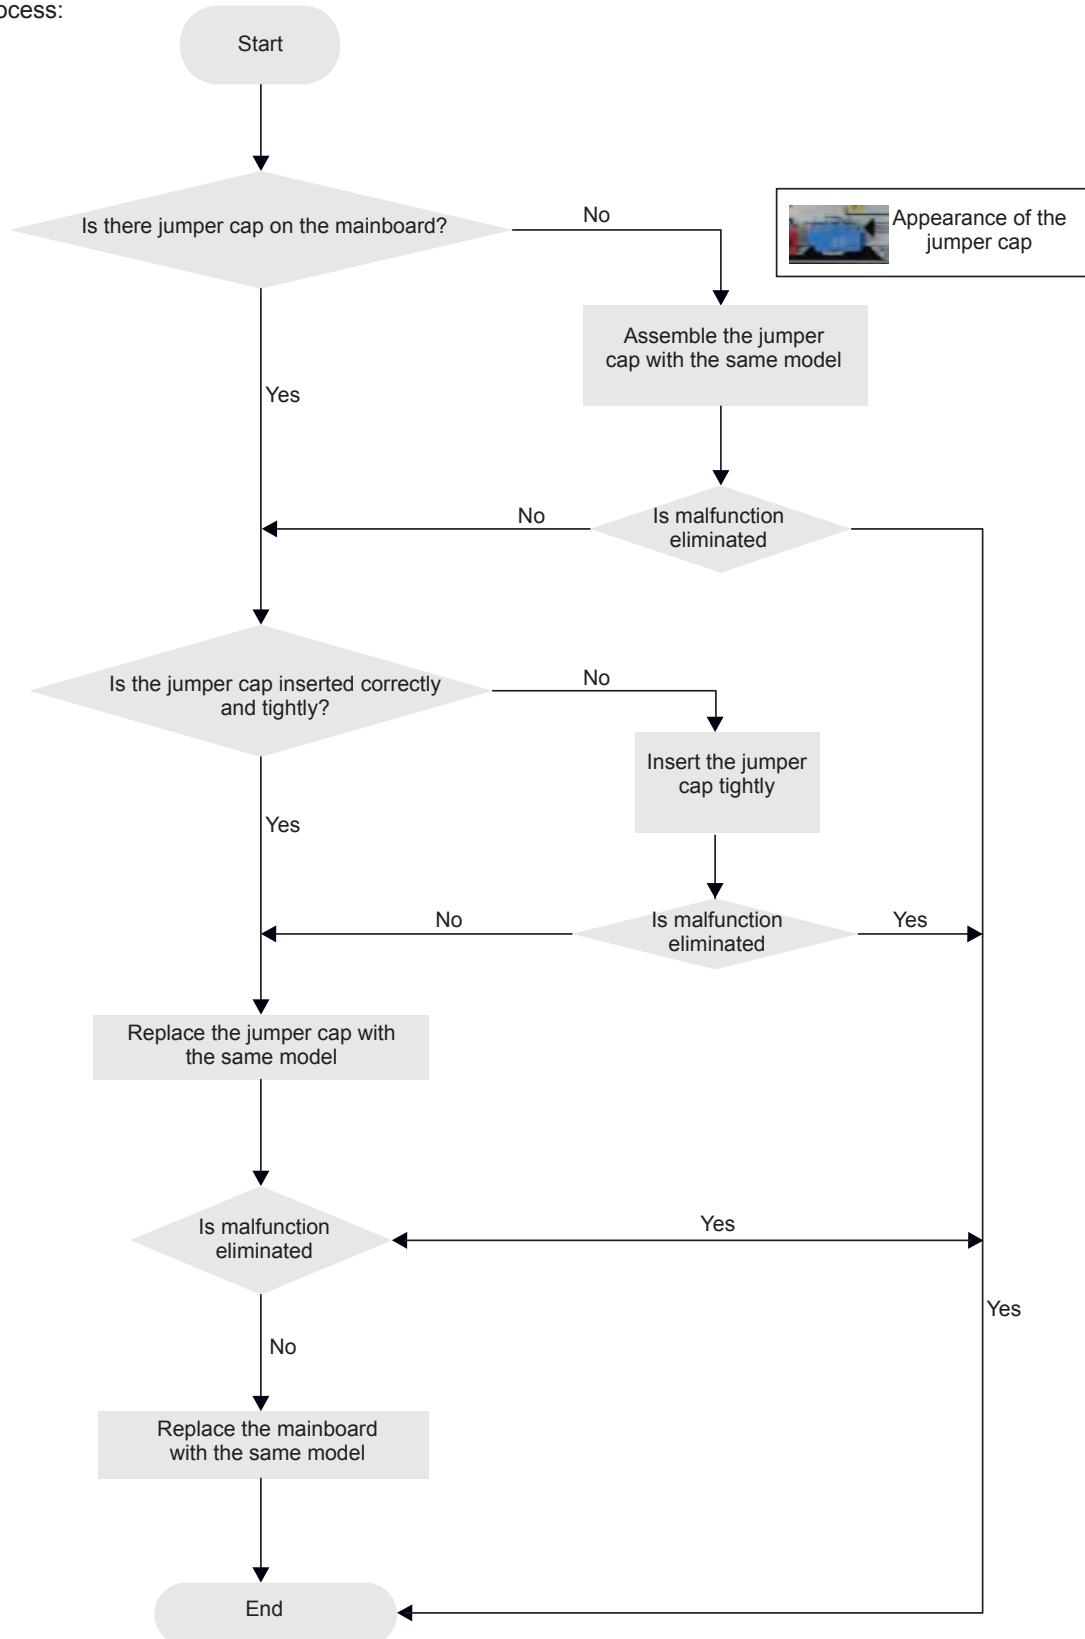 Start
Is there jumper cap on the mainboard?
No
Appearance of the
jumper cap
Assemble the jumper
cap with the same model
Yes
No
Is malfunction
eliminated
Is the jumper cap inserted correctly
and tightly?
No
Insert the jumper
cap tightly
Yes
No
Is malfunction
eliminated
Yes
Replace the jumper cap with
the same model
Is malfunction
eliminated
Yes
Yes
No
Replace the mainboard
with the same model
End